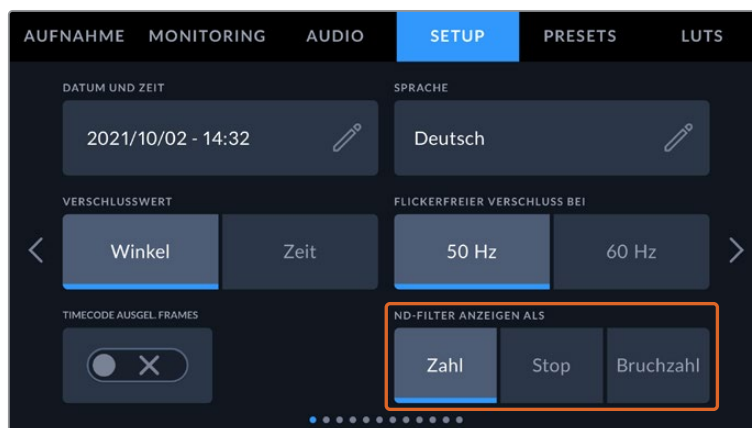 AUFNAHME MONITORING AUDIO SETUP PRESETS LUTS
DATUM UND ZEIT SPRACHE
2021/10/02 - 14:32 Deutsch
VERSCHLUSSWERT FLICKERFREIER VERSCHLUSS BEI
Winkel Zeit 50 Hz 60 Hz
TIMECODE AUSGEL. FRAMES ND-FILTER ANZEIGEN ALS
Zahl Stop Bruchzahl